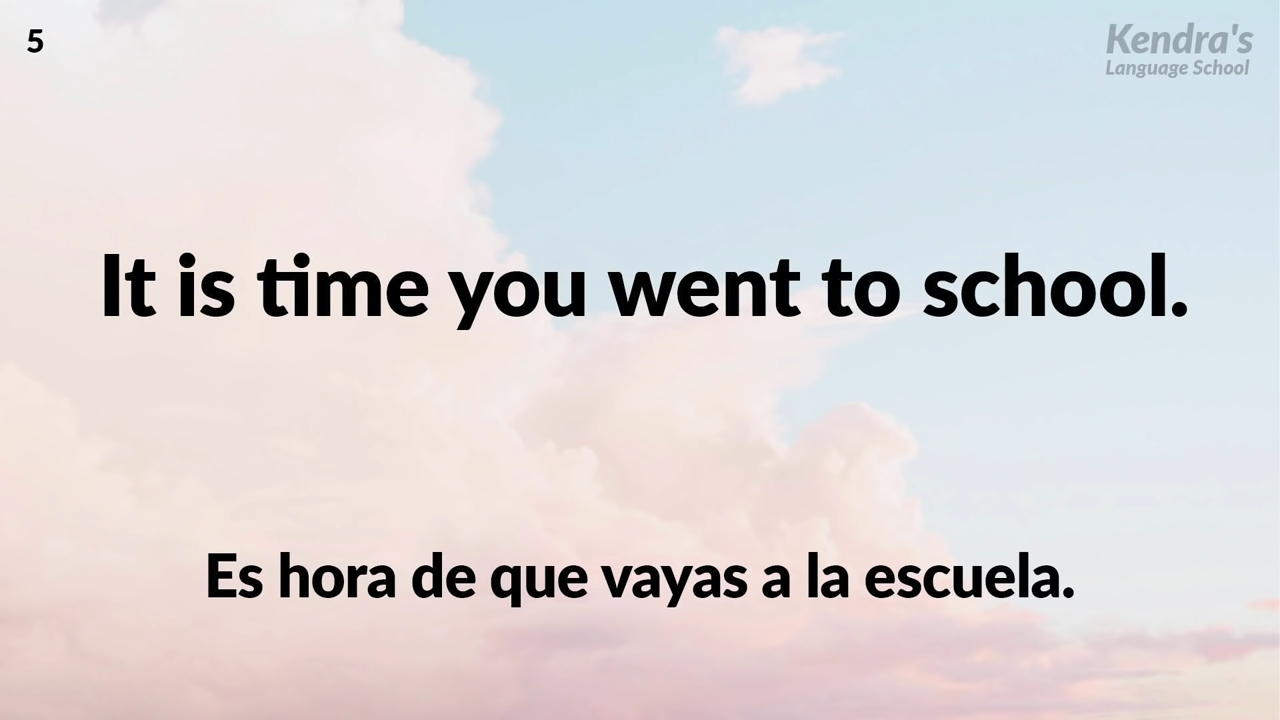 5
Kendra's
Language School
It is time you went to school.
Es hora de que vayas a la escuela.